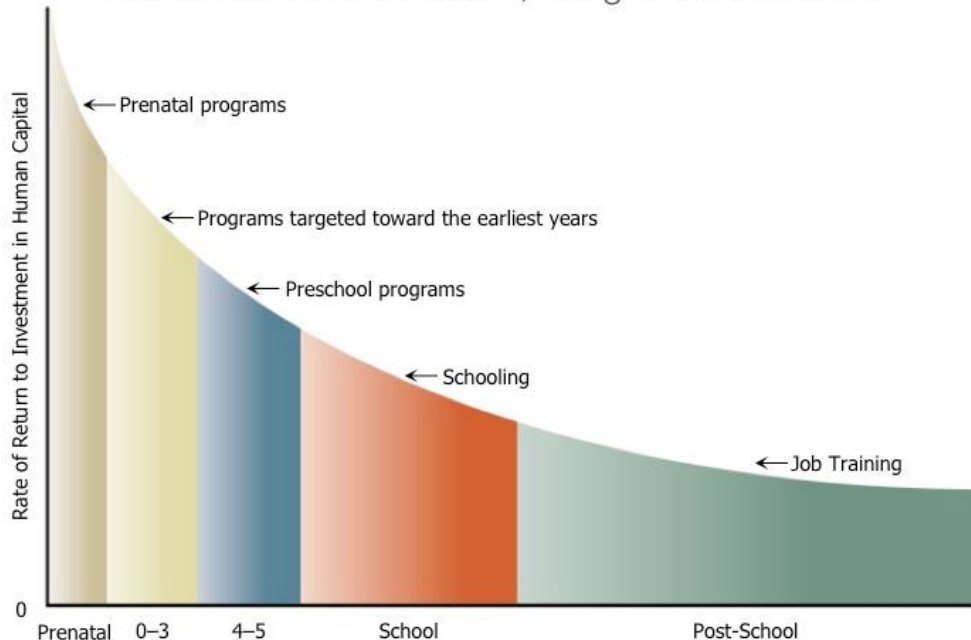 Rate of Return to Investment in Human Capital
Prenatal programs
Programs targeted toward the earliest years
Preschool programs
Schooling
Job Training
0
Prenatal
0–3
4–5
School
Post-School